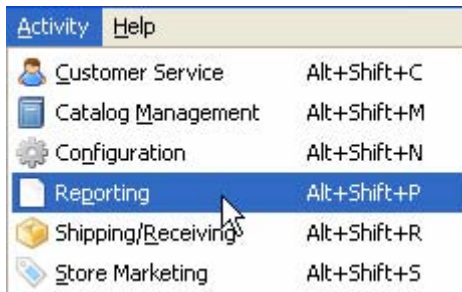 Activity Help
Customer Service Alt+Shift+C
Catalog Management Alt+Shift+M
Configuration Alt+Shift+N
Reporting Alt+Shift+P
Shipping/Receiving Alt+Shift+R
Store Marketing Alt+Shift+S